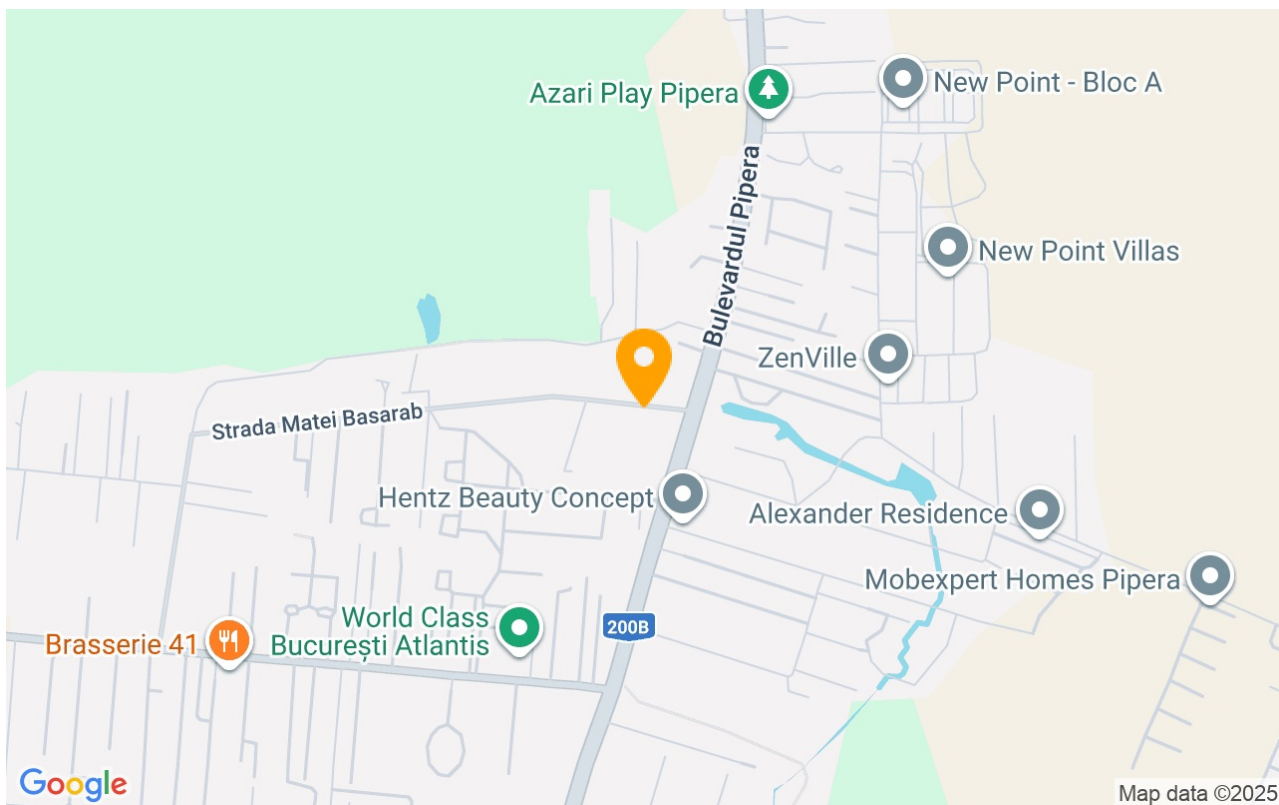 Azari Play Pipera
New Point - Bloc A
Bulevardul Pipera
New Point Villas
ZenVille
Strada Matei Basarab
Hentz Beauty Concept
Alexander Residence
Mobexpert Homes Pipera
World Class
București Atlantis
200B
Brasserie 41
Google
Map data ©2025